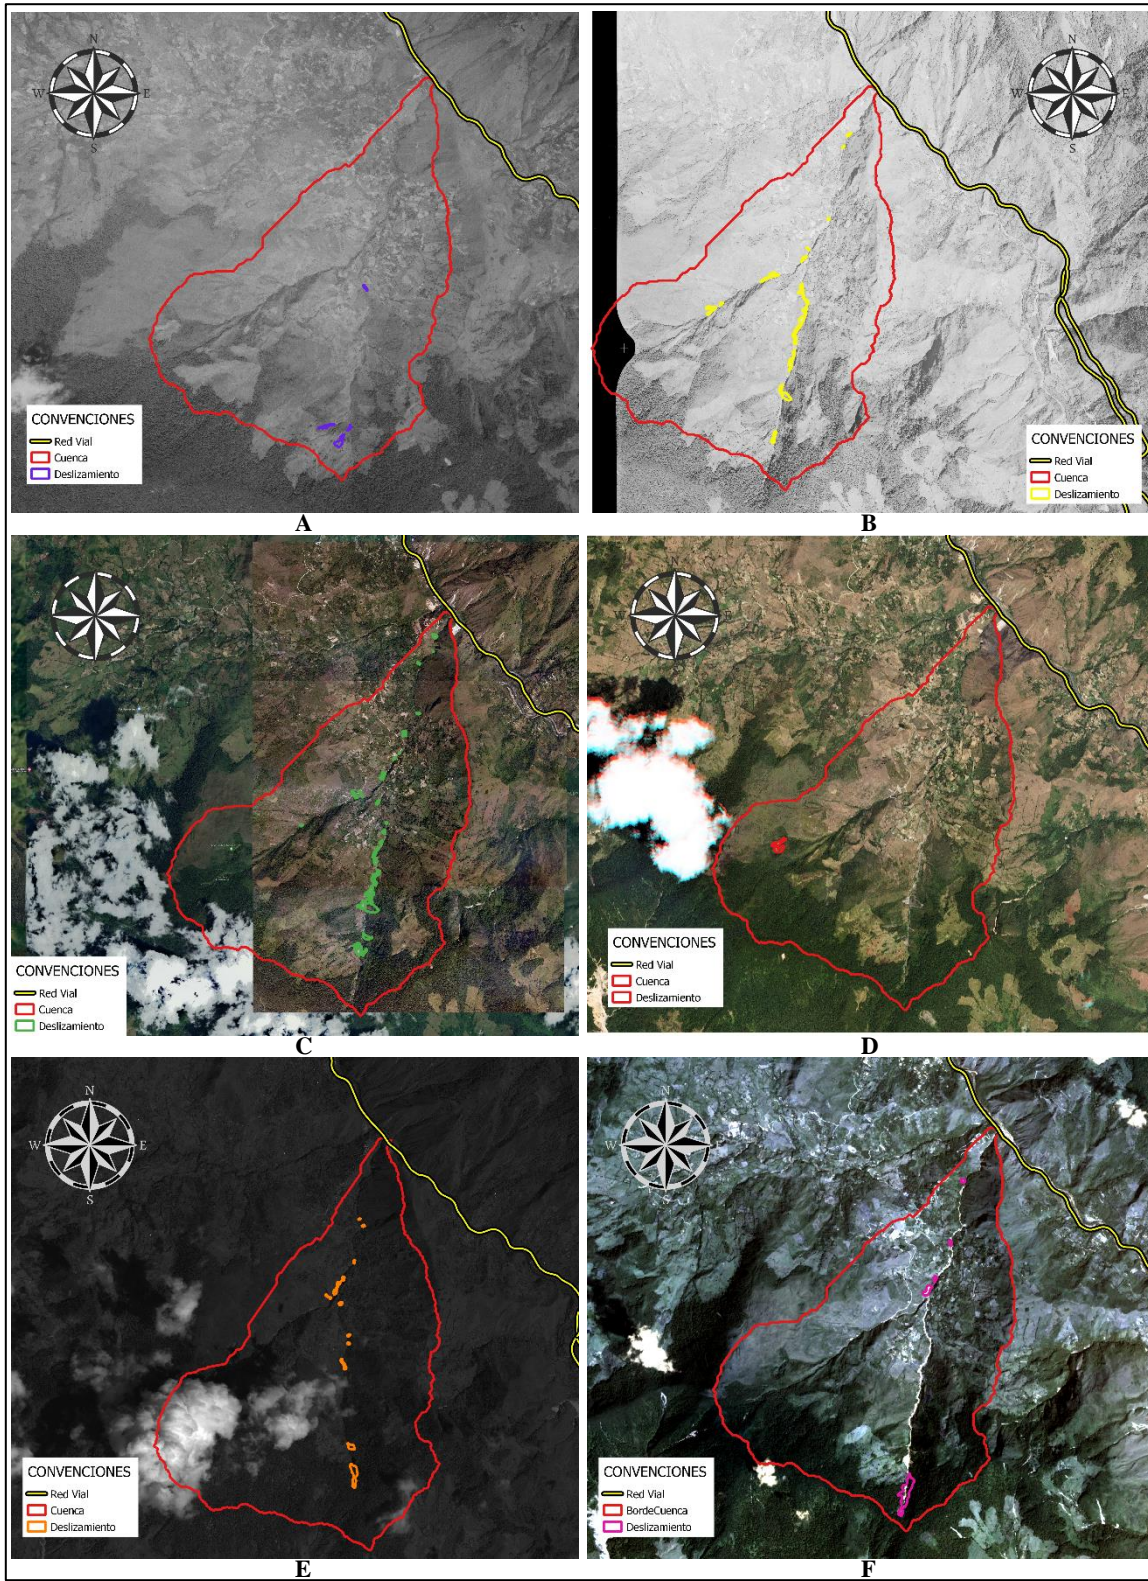 N
W
E
S
CONVENCIONES
Red Vial
Cuenca
Deslizamiento
A
N
W
E
S
CONVENCIONES
Red Vial
Cuenca
Deslizamiento
B
CONVENCIONES
Red Vial
Cuenca
Deslizamiento
C
CONVENCIONES
Red Vial
Cuenca
Deslizamiento
D
N
W
E
S
CONVENCIONES
Red Vial
Cuenca
Deslizamiento
E
N
W
E
CONVENCIONES
Red Vial
BordeCuenca
Deslizamiento
F